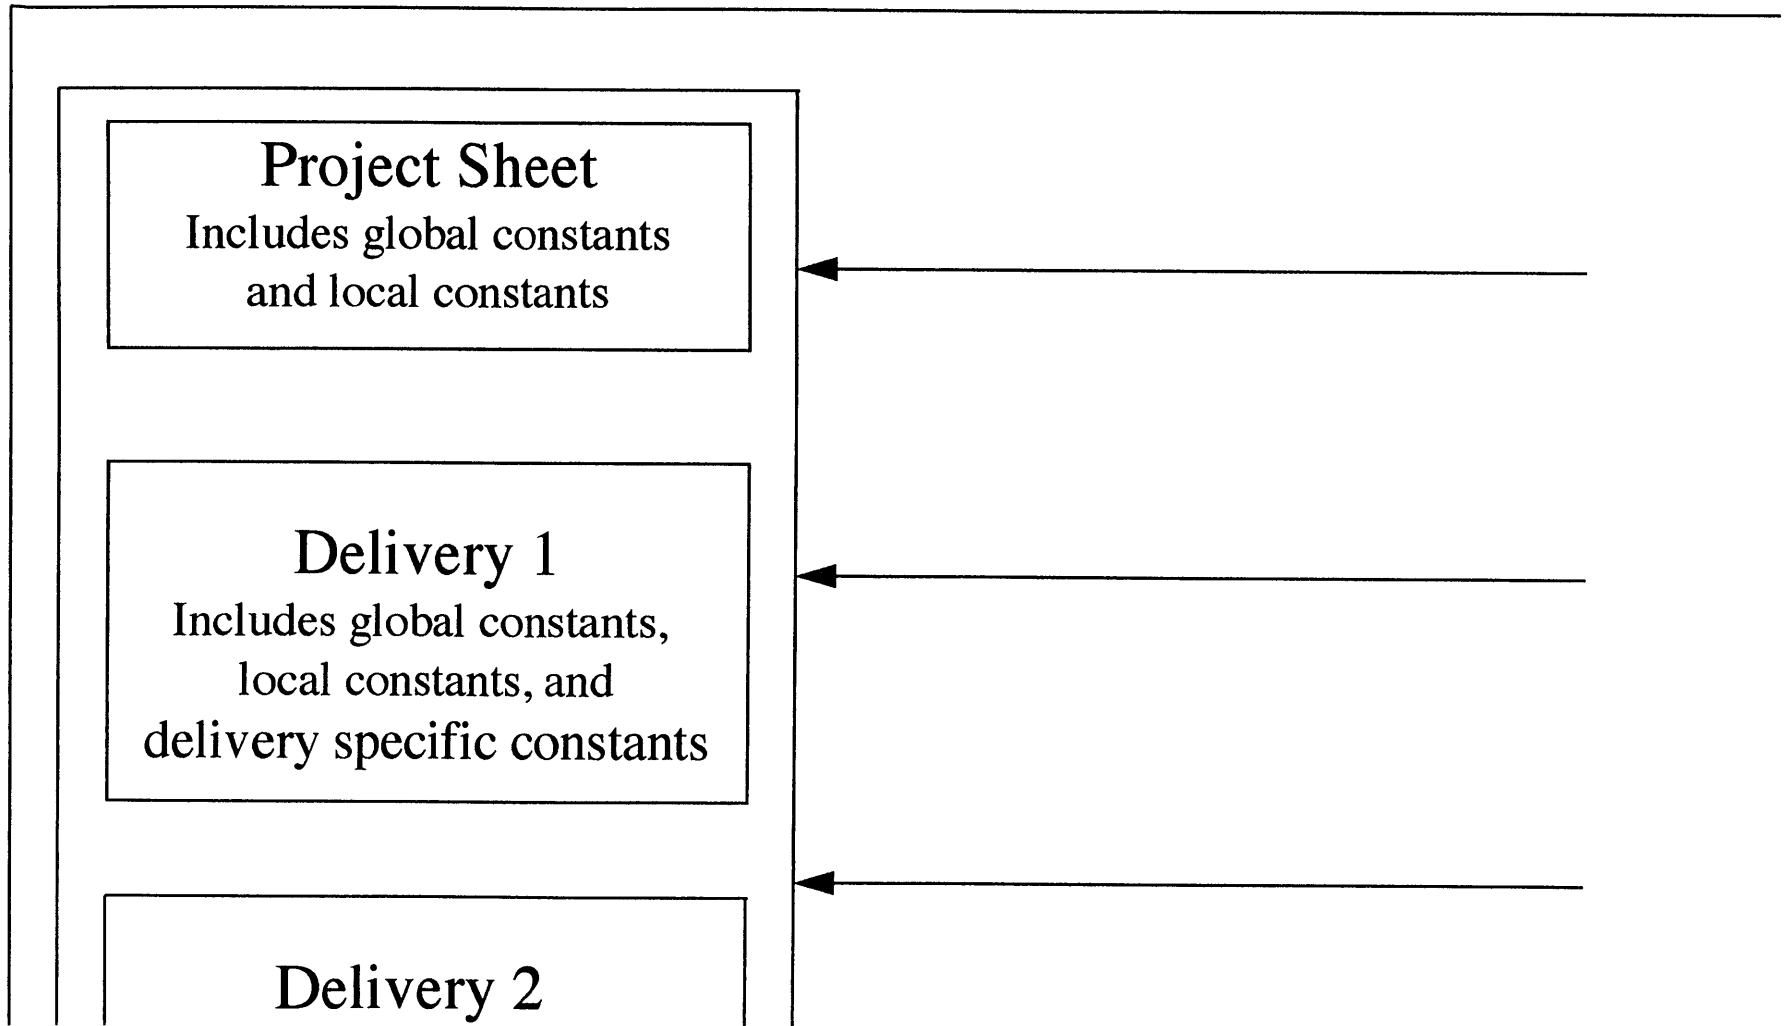 Project Sheet
Includes global constants
and local constants
Delivery 1
Includes global constants,
local constants, and
delivery specific constants
Delivery 2